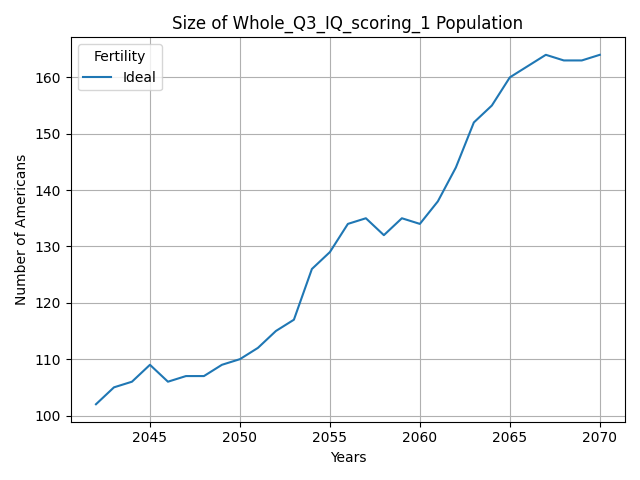 Size of Whole_Q3_IQ_scoring_1 Population
Fertility
Ideal
Number of Americans
160
150
140
130
120
110
100
2045 2050 2055 2060 2065 2070
Years